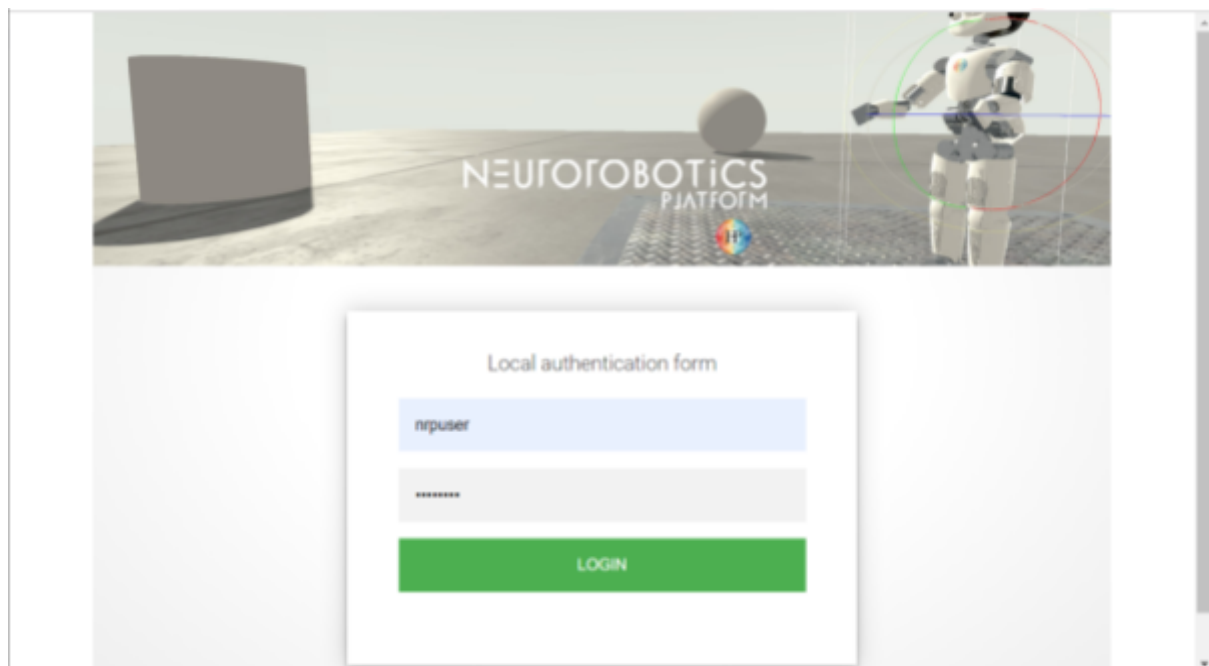 NEUROROBOTICS
PLATFORM
H
Local authentication form
nrpuser
••••••••
LOGIN